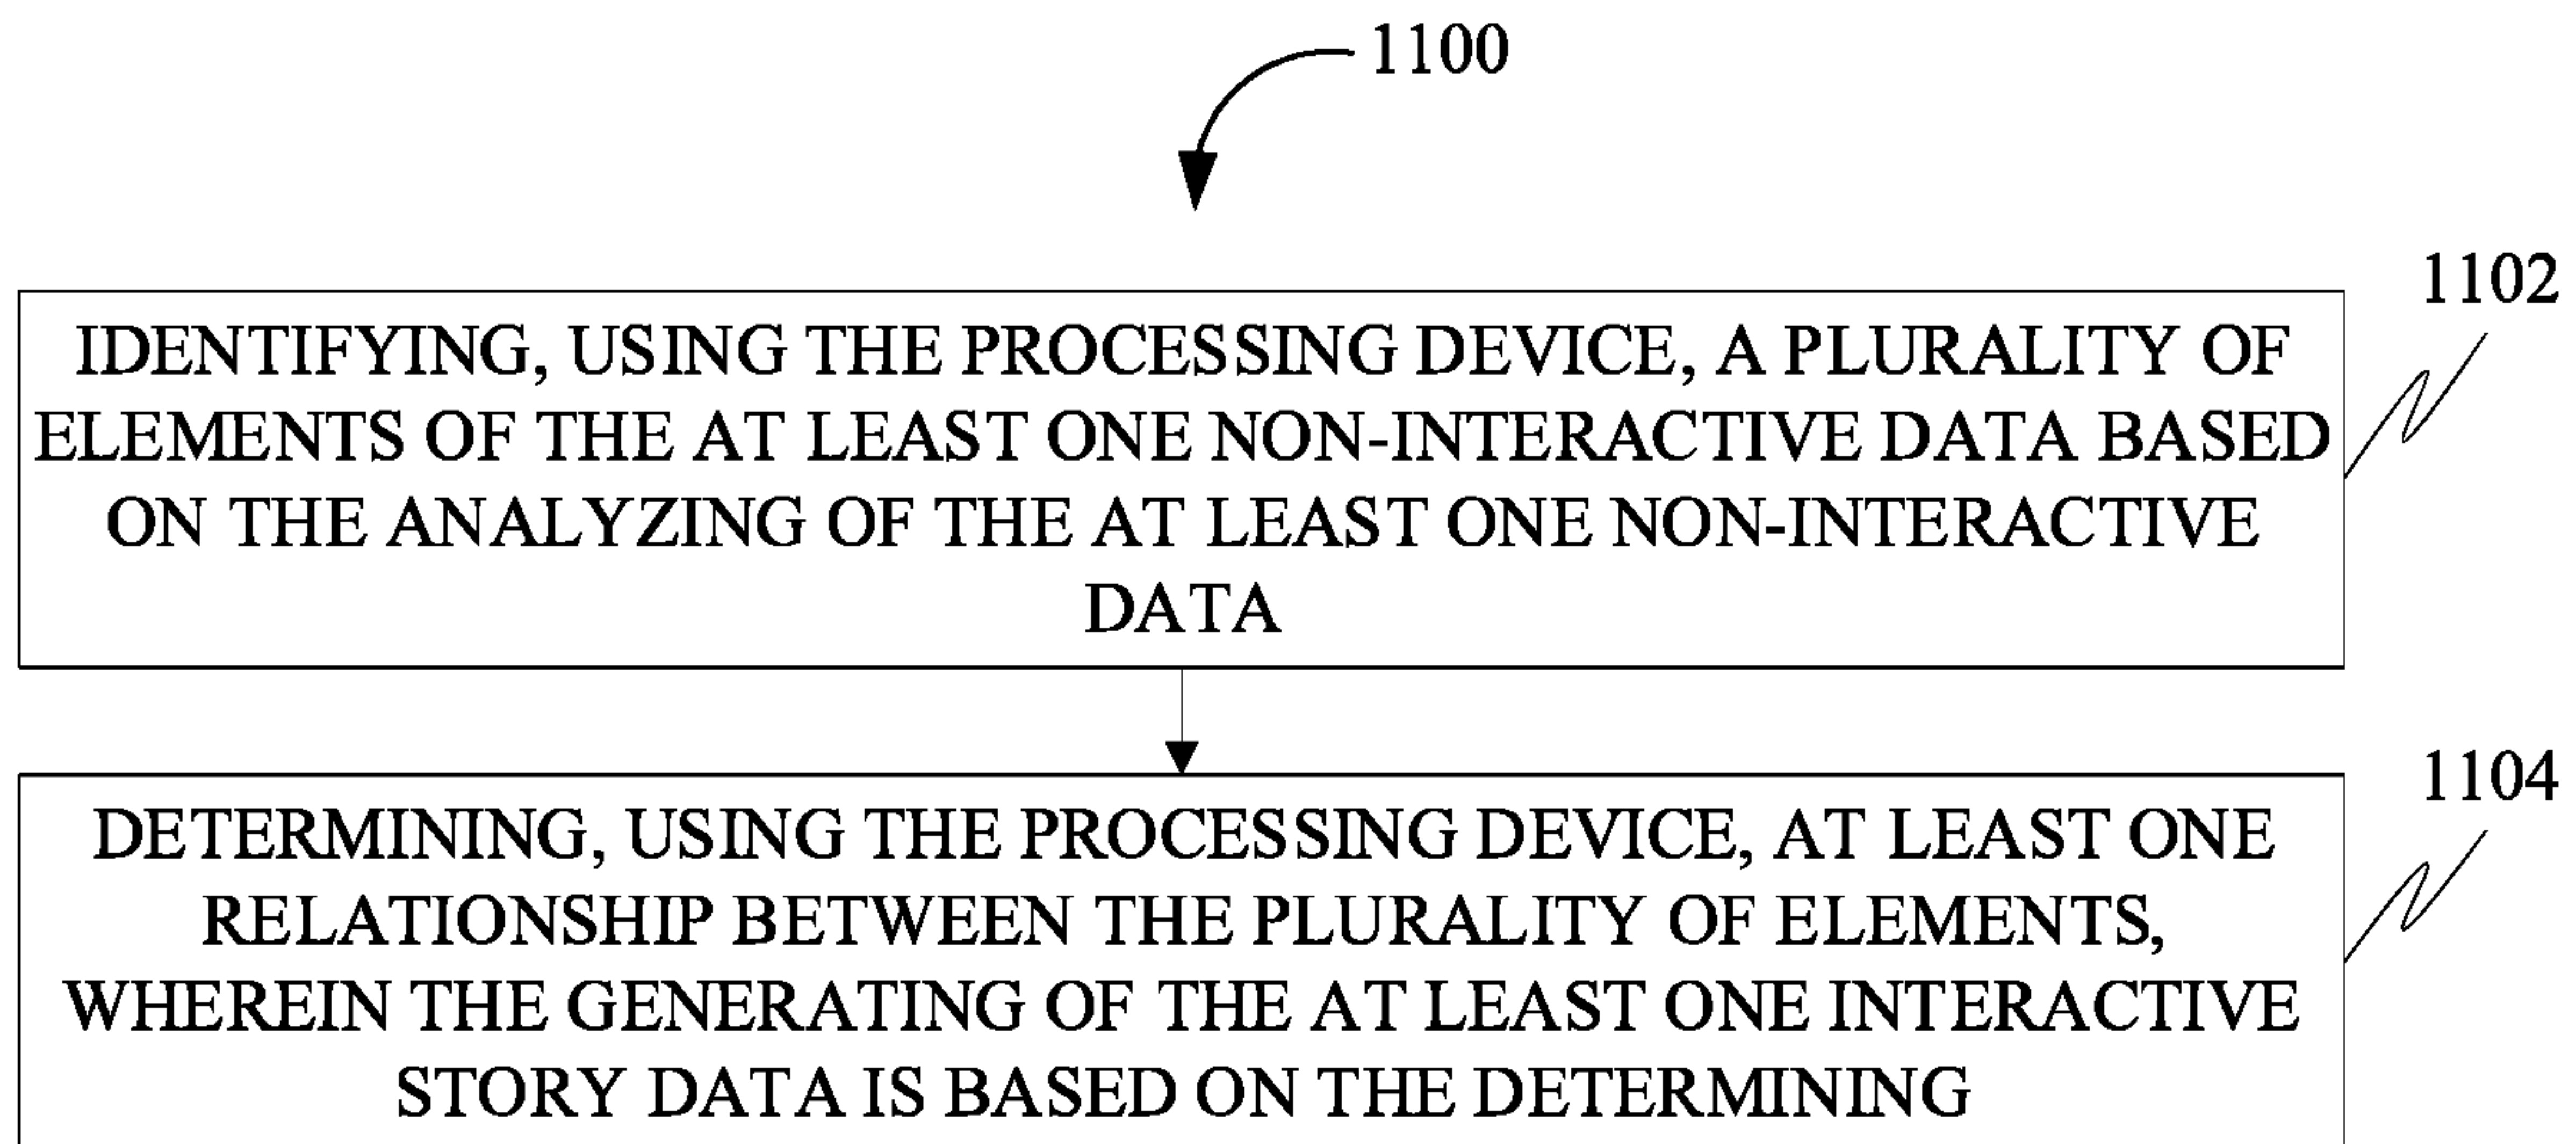 1100
1102
IDENTIFYING, USING THE PROCESSING DEVICE, A PLURALITY OF
ELEMENTS OF THE AT LEAST ONE NON-INTERACTIVE DATA BASED
ON THE ANALYZING OF THE AT LEAST ONE NON-INTERACTIVE
DATA
1104
DETERMINING, USING THE PROCESSING DEVICE, AT LEAST ONE
RELATIONSHIP BETWEEN THE PLURALITY OF ELEMENTS,
WHEREIN THE GENERATING OF THE AT LEAST ONE INTERACTIVE
STORY DATA IS BASED ON THE DETERMINING